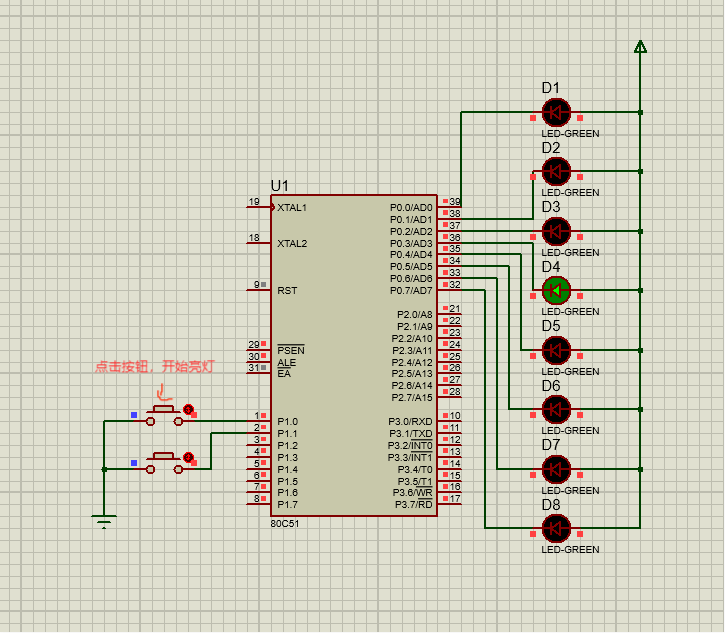 D1
LED-GREEN
D2
LED-GREEN
D3
LED-GREEN
D4
LED-GREEN
D5
LED-GREEN
D6
LED-GREEN
D7
LED-GREEN
D8
LED-GREEN
U1
19 XTAL1
18 XTAL2
9 RST
29 PSEN
30 ALE
31 EA
点击按钮，开始亮灯
1 P1.0
2 P1.1
3 P1.2
4 P1.3
5 P1.4
6 P1.5
7 P1.6
8 P1.7
P0.0/AD0 39
P0.1/AD1 38
P0.2/AD2 37
P0.3/AD3 36
P0.4/AD4 35
P0.5/AD5 34
P0.6/AD6 33
P0.7/AD7 32
P2.0/A8 21
P2.1/A9 22
P2.2/A10 23
P2.3/A11 24
P2.4/A12 25
P2.5/A13 26
P2.6/A14 27
P2.7/A15 28
P3.0/RXD 10
P3.1/TXD 11
P3.2/INT0 12
P3.3/INT1 13
P3.4/T0 14
P3.5/T1 15
P3.6/WR 16
P3.7/RD 17
80C51